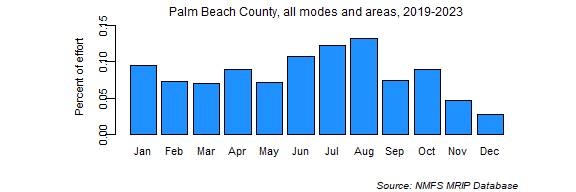 Palm Beach County, all modes and areas, 2019-2023
Percent of effort
0.15
0.10
0.05
0.00
Jan Feb Mar Apr May Jun Jul Aug Sep Oct Nov Dec
Source: NMFS MRIP Database